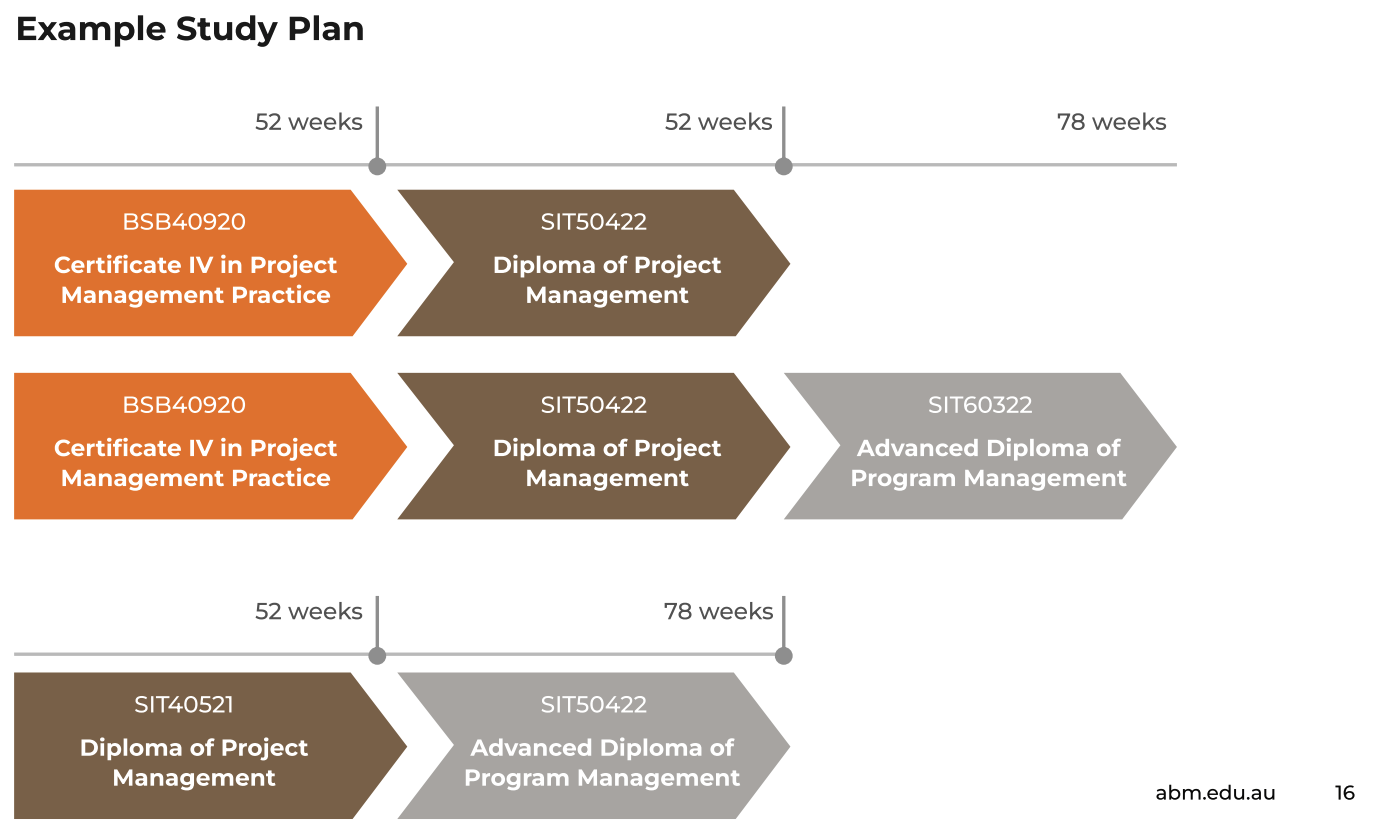 Example Study Plan
52 weeks
52 weeks
78 weeks
BSB40920
Certificate IV in Project
Management Practice
SIT50422
Diploma of Project
Management
BSB40920
Certificate IV in Project
Management Practice
SIT50422
Diploma of Project
Management
SIT60322
Advanced Diploma of
Program Management
52 weeks
78 weeks
SIT40521
Diploma of Project
Management
SIT50422
Advanced Diploma of
Program Management
abm.edu.au
16